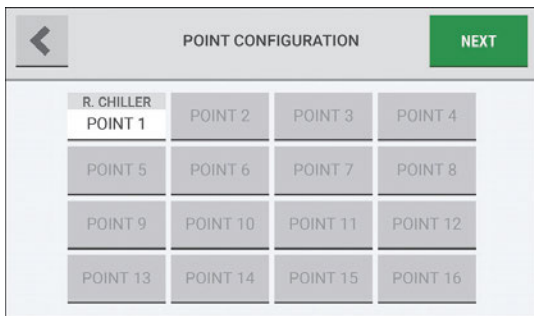 POINT CONFIGURATION
NEXT
R. CHILLER
POINT 1
POINT 2
POINT 3
POINT 4
POINT 5
POINT 6
POINT 7
POINT 8
POINT 9
POINT 10
POINT 11
POINT 12
POINT 13
POINT 14
POINT 15
POINT 16